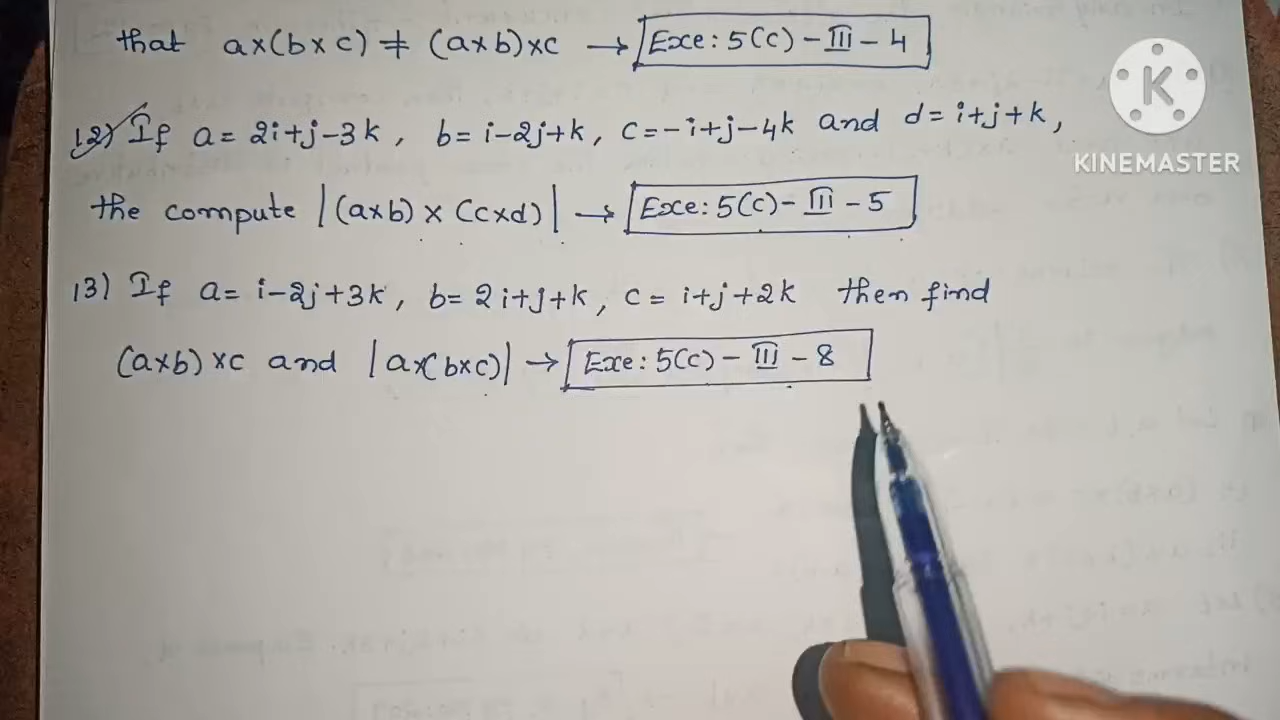 that a×(b×c) ≠ (a×b)×c → Exe: 5(c) - III - 4
K
KINEMASTER
12) If a = 2i+j-3k, b = i-2j+k, c = -i+j-4k and d = i+j+k,
the compute |(a×b) × (c×d)| → Exe: 5(c) - III - 5
13) If a = i-2j+3k, b = 2i+j+k, c = i+j+2k then find
(a×b)×c and |a×(b×c)| → Exe: 5(c) - III - 8